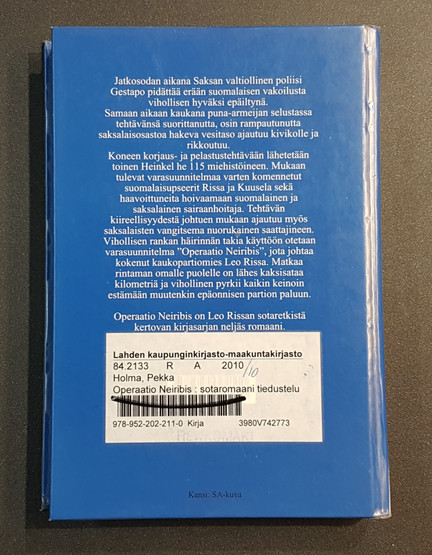 Jatkosodan aikana Saksan valtiollinen poliisi
Gestapo pidättää erään suomalaisen vakoilusta
vihollisen hyväksi epäiltynä.
Samaan aikaan kaukana puna-armeijan selustassa
tehtävänsä suorittanutta, osin rampautunutta
saksalaisosastoa hakeva vesitaso ajautuu kivikolle ja
rikkoutuu.
Koneen korjaus- ja pelastustehtävään lähetetään
toinen Heinkel he 115 miehistöineen. Mukaan
tulevat varasuunnitelmaa varten komennetut
suomalaisupseerit Rissa ja Kuusela sekä
haavoittuneita hoivaamaan suomalainen ja
saksalainen sairaanhoitaja. Tehtävän
kiireellisyydestä johtuen mukaan ajautuu myös
saksalaisten vangitsema nuorukainen saattajineen.
Vihollisen rankan häirinnän takia käyttöön otetaan
varasuunnitelma "Operaatio Neiribis", jota johtaa
kokenut kaukopartiomies Leo Rissa. Matkaa
rintaman omalle puolelle on lähes kaksisataa
kilometriä ja vihollinen pyrkii kaikin keinoin
estämään muutenkin epäonnisen partion paluun.
Operaatio Neiribis on Leo Rissan sotaretkistä
kertovan kirjasarjan neljäs romaani.
Lahden kaupunginkirjasto-maakuntakirjasto
84.2133 R A 2010 /10
Holma, Pekka
Operaatio Neiribis : sotaromaani tiedustelu
978-952-202-211-0 Kirja 3980V742773
Kansi: SA-kuva